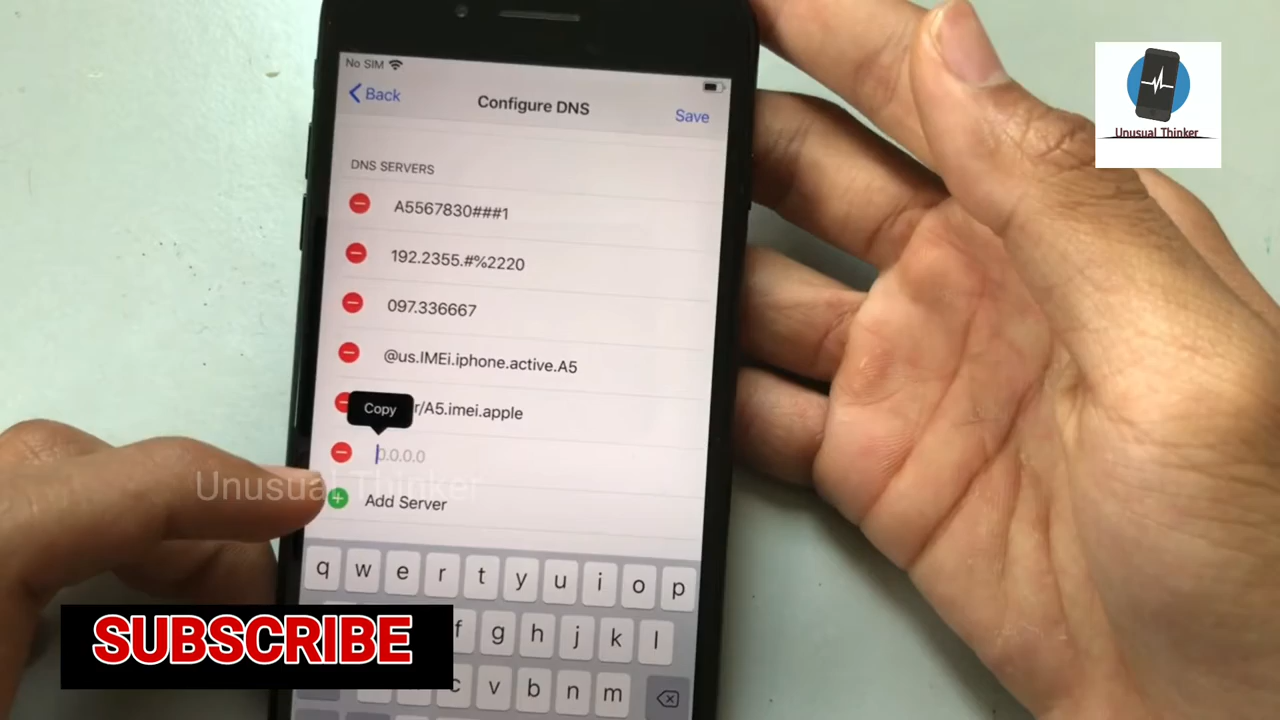 No SIM
Back
Configure DNS
Save
Unusual Thinker
DNS SERVERS
A5567830###1
192.2355.#%2220
097.336667
@us.IMEi.iphone.active.A5
r/A5.imei.apple
Copy
0.0.0.0
Unusual Thinker
Add Server
q w e r t y u i o p
f g h j k l
c v b n m
SUBSCRIBE